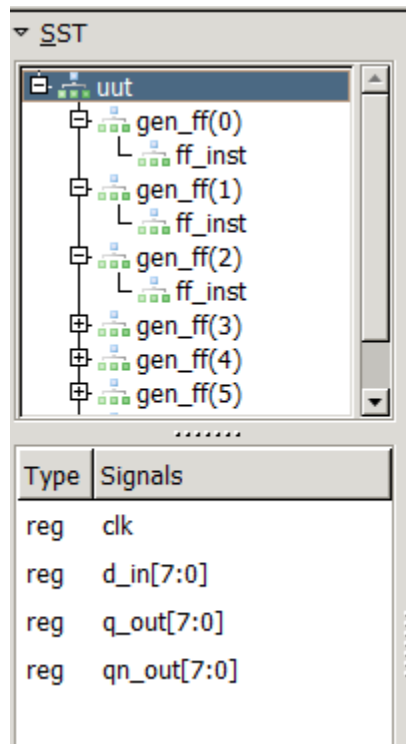 SST
uut
gen_ff(0)
ff_inst
gen_ff(1)
ff_inst
gen_ff(2)
ff_inst
gen_ff(3)
gen_ff(4)
gen_ff(5)
Type Signals
reg clk
reg d_in[7:0]
reg q_out[7:0]
reg qn_out[7:0]